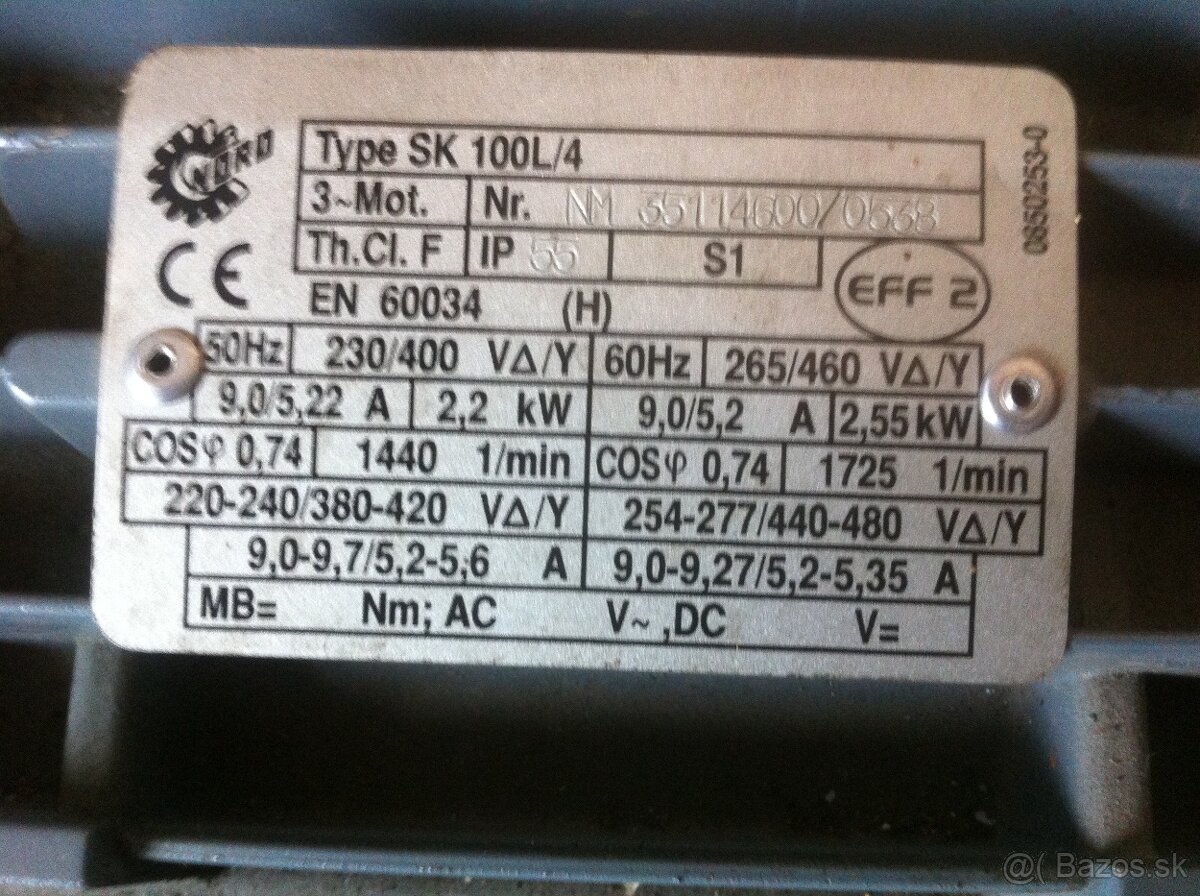 NORD
Type SK 100L/4
3~Mot. Nr. NM 35114600/0538
Th.Cl. F IP 55 S1
EFF 2
0850253-0
CE
EN 60034 (H)
50Hz 230/400 VΔ/Y 60Hz 265/460 VΔ/Y
9,0/5,22 A 2,2 kW 9,0/5,2 A 2,55 kW
COSφ 0,74 1440 1/min COSφ 0,74 1725 1/min
220-240/380-420 VΔ/Y 254-277/440-480 VΔ/Y
9,0-9,7/5,2-5,6 A 9,0-9,27/5,2-5,35 A
MB= Nm; AC V~ ,DC V=
@( Bazos.sk